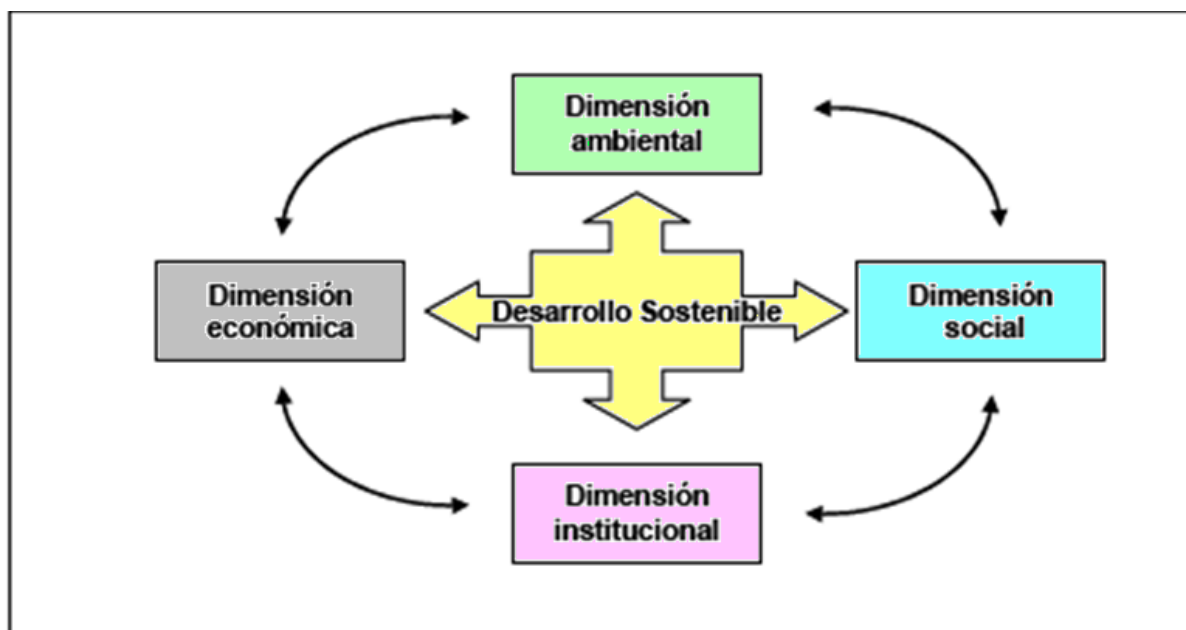 Dimensión
ambiental
Dimensión
económica
Desarrollo Sostenible
Dimensión
social
Dimensión
institucional